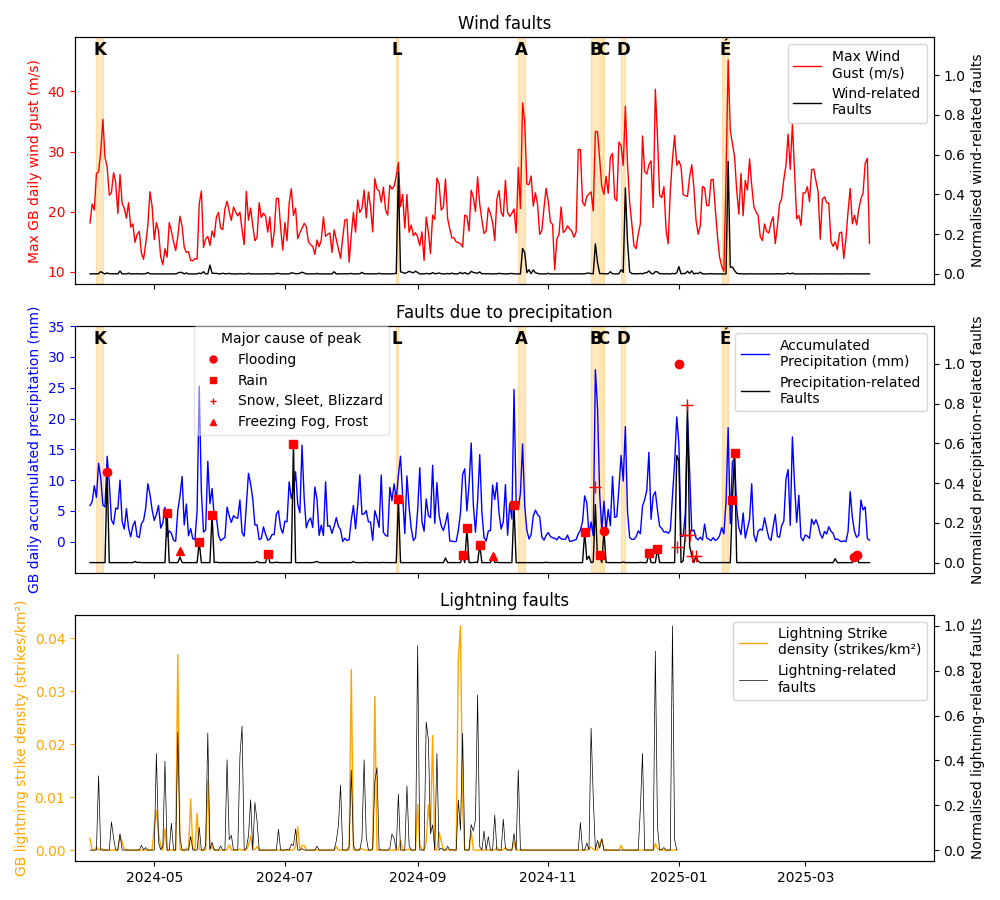 Wind faults
K
L
A
B
C
D
É
Max GB daily wind gust (m/s)
10
20
30
40
Max Wind
Gust (m/s)
Wind-related
Faults
0.0
0.2
0.4
0.6
0.8
1.0
Normalised wind-related faults
Faults due to precipitation
K
L
A
B
C
D
É
GB daily accumulated precipitation (mm)
0
5
10
15
20
25
30
35
Major cause of peak
Flooding
Rain
Snow, Sleet, Blizzard
Freezing Fog, Frost
Accumulated
Precipitation (mm)
Precipitation-related
Faults
0.0
0.2
0.4
0.6
0.8
1.0
Normalised precipitation-related faults
Lightning faults
GB lightning strike density (strikes/km²)
0.00
0.01
0.02
0.03
0.04
Lightning Strike
density (strikes/km²)
Lightning-related
faults
0.0
0.2
0.4
0.6
0.8
1.0
Normalised lightning-related faults
2024-05
2024-07
2024-09
2024-11
2025-01
2025-03